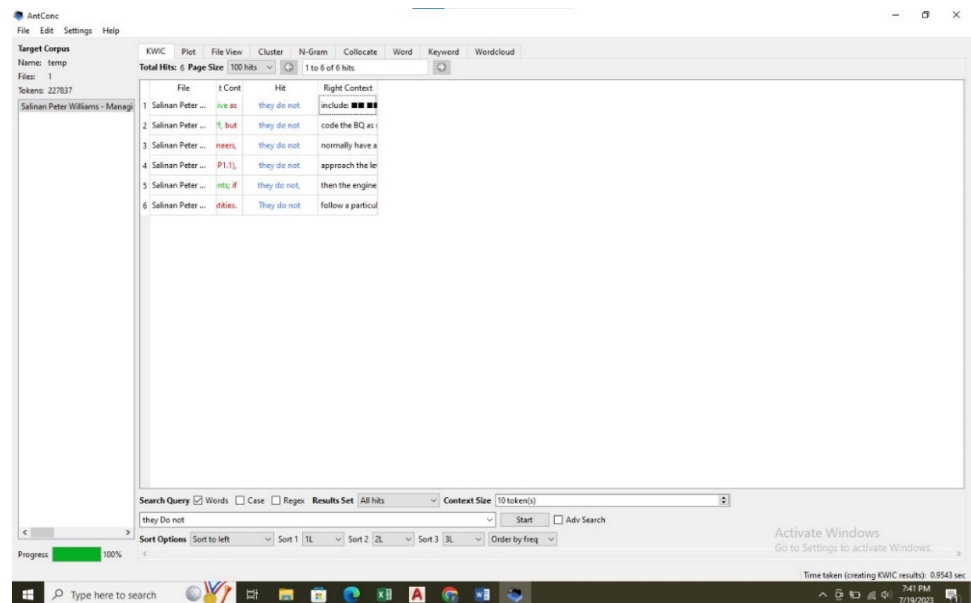 AntConc
File Edit Settings Help
Target Corpus
Name: temp
Files: 1
Tokens: 227837
Salinan Peter Williams - Managi
Progress 100%
KWIC Plot File View Cluster N-Gram Collocate Word Keyword Wordcloud
Total Hits: 6 Page Size 100 hits 1 to 6 of 6 hits
File t Cont Hit Right Context
1 Salinan Peter ... ive as they do not include: ■■ ■■
2 Salinan Peter ... f, but they do not code the BQ as
3 Salinan Peter ... neers, they do not normally have a
4 Salinan Peter ... P1.1), they do not approach the le
5 Salinan Peter ... nts; if they do not, then the engine
6 Salinan Peter ... tities. They do not follow a particul
Search Query Words Case Regex Results Set All hits Context Size 10 token(s)
they Do not Start Adv Search
Sort Options Sort to left Sort 1 1L Sort 2 2L Sort 3 3L Order by freq
Activate Windows
Go to Settings to activate Windows.
Time taken (creating KWIC results): 0.9543 sec
Type here to search
7:41 PM
7/19/2023